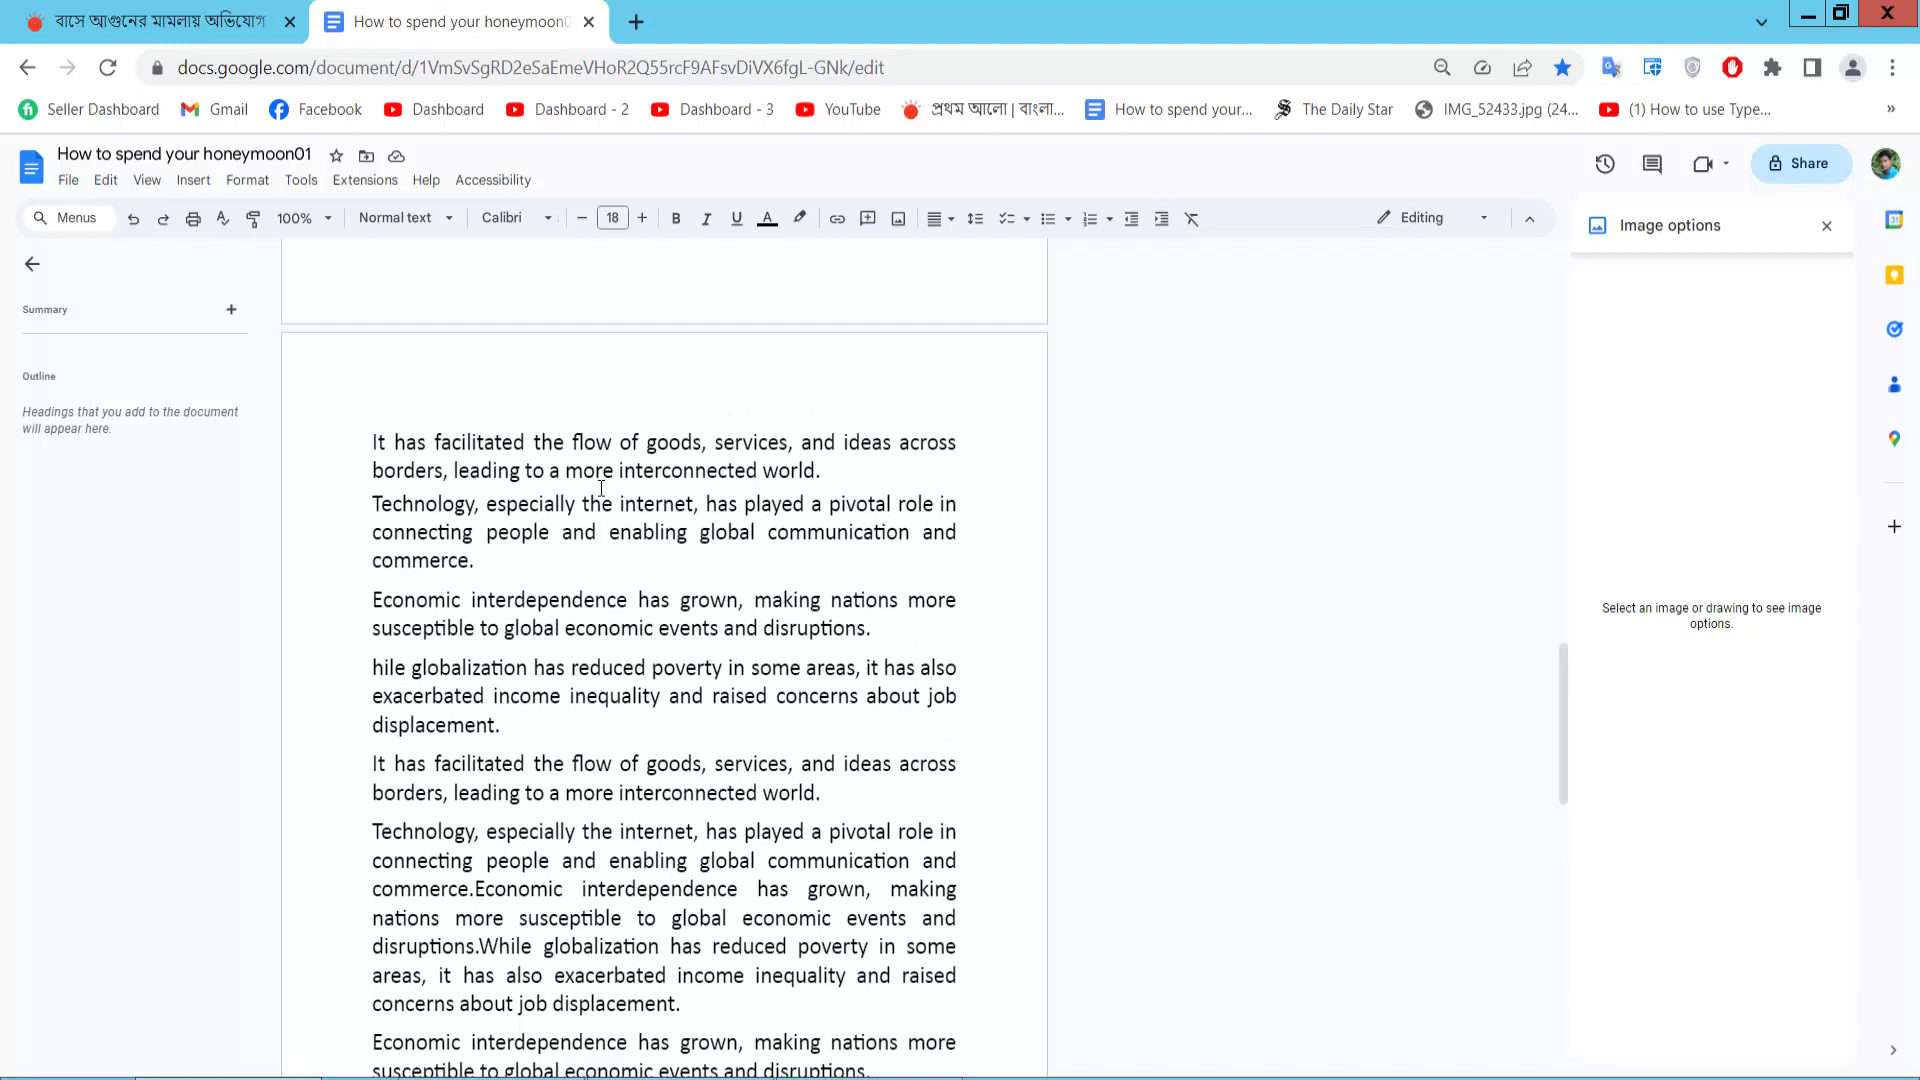 বাসে আগুনের মামলায় অভিযোগ
How to spend your honeymoon0
docs.google.com/document/d/1VmSvSgRD2eSaEmeVHoR2Q55rcF9AFsvDiVX6fgL-GNk/edit
Seller Dashboard
Gmail
Facebook
Dashboard
Dashboard - 2
Dashboard - 3
YouTube
প্রথম আলো | বাংলা...
How to spend your...
The Daily Star
IMG_52433.jpg (24...
(1) How to use Type...
How to spend your honeymoon01
File Edit View Insert Format Tools Extensions Help Accessibility
Share
Menus
100%
Normal text
Calibri
18
Editing
Image options
Summary
Outline
Headings that you add to the document
will appear here.
It has facilitated the flow of goods, services, and ideas across
borders, leading to a more interconnected world.
Technology, especially the internet, has played a pivotal role in
connecting people and enabling global communication and
commerce.
Economic interdependence has grown, making nations more
susceptible to global economic events and disruptions.
hile globalization has reduced poverty in some areas, it has also
exacerbated income inequality and raised concerns about job
displacement.
It has facilitated the flow of goods, services, and ideas across
borders, leading to a more interconnected world.
Technology, especially the internet, has played a pivotal role in
connecting people and enabling global communication and
commerce.Economic interdependence has grown, making
nations more susceptible to global economic events and
disruptions.While globalization has reduced poverty in some
areas, it has also exacerbated income inequality and raised
concerns about job displacement.
Economic interdependence has grown, making nations more
susceptible to global economic events and disruptions.
Select an image or drawing to see image
options.